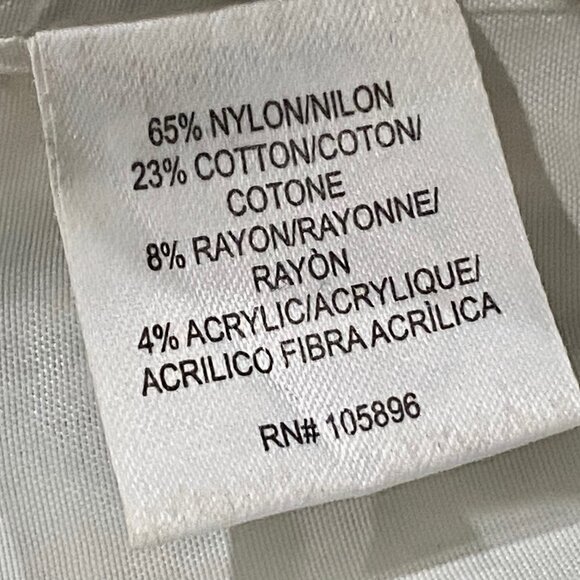 65% NYLON/NILON
23% COTTON/COTON/
COTONE
8% RAYON/RAYONNE/
RAYÒN
4% ACRYLIC/ACRYLIQUE/
ACRILICO FIBRA ACRÌLICA
RN# 105896